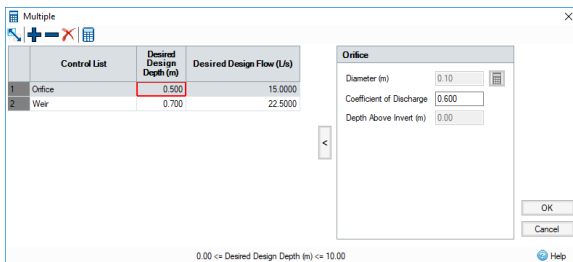 Multiple
Control List
Desired Design Depth (m)
Desired Design Flow (L/s)
1 Orifice 0.500 15.0000
2 Weir 0.700 22.5000
<
Orifice
Diameter (m) 0.10
Coefficient of Discharge 0.600
Depth Above Invert (m) 0.00
OK
Cancel
0.00 <= Desired Design Depth (m) <= 10.00
Help